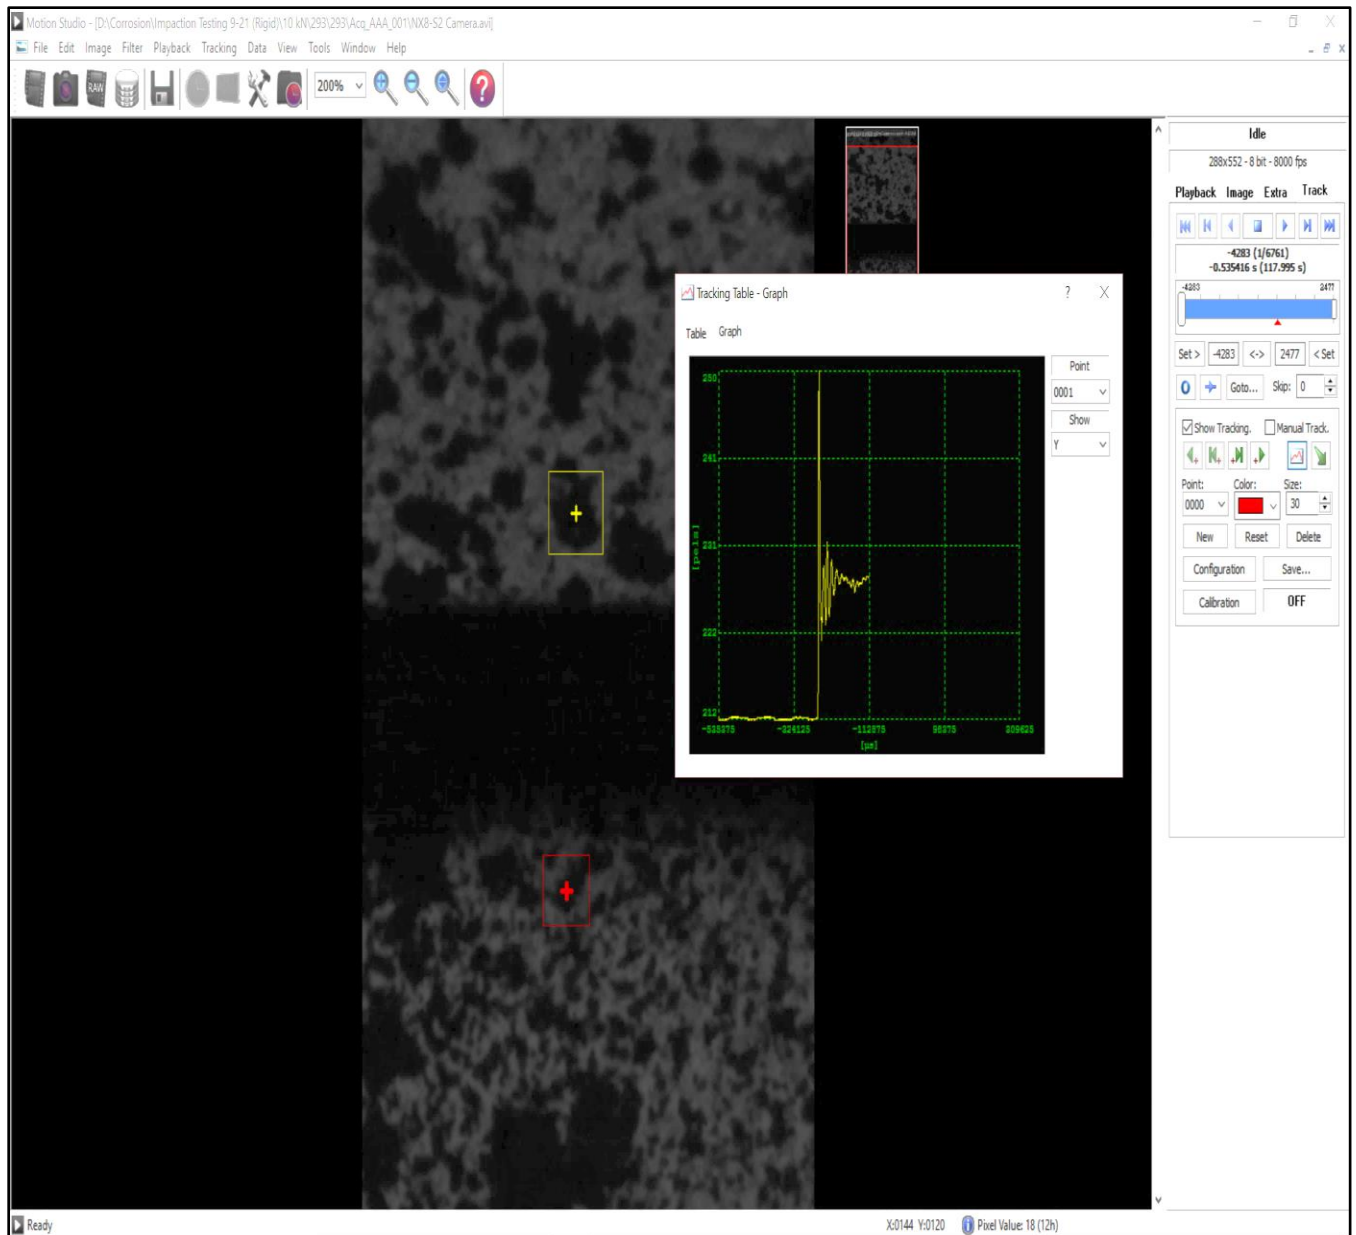 Motion Studio - [D:\Corrosion\Impaction Testing 9-21 (Rigid)\10 kN\293\293\Acq_AAA_001\NX8-S2 Camera.avi]
File Edit Image Filter Playback Tracking Data View Tools Window Help
RAW 200% ?
Idle
288x552 - 8 bit - 8000 fps
Playback Image Extra Track
-4283 (1/6761)
-0.535416 s (117.995 s)
-4283 2477
Set > -4283 <-> 2477 < Set
Goto... Skip: 0
Show Tracking. Manual Track.
Point: Color: Size:
0000 30
New Reset Delete
Configuration Save...
Calibration OFF
Tracking Table - Graph ? X
Table Graph
Point
0001
Show
Y
250
241
231
222
212
[pels]
-535375 -324125 -112875 98375 309625
[µs]
Ready X:0144 Y:0120 Pixel Value: 18 (12h)